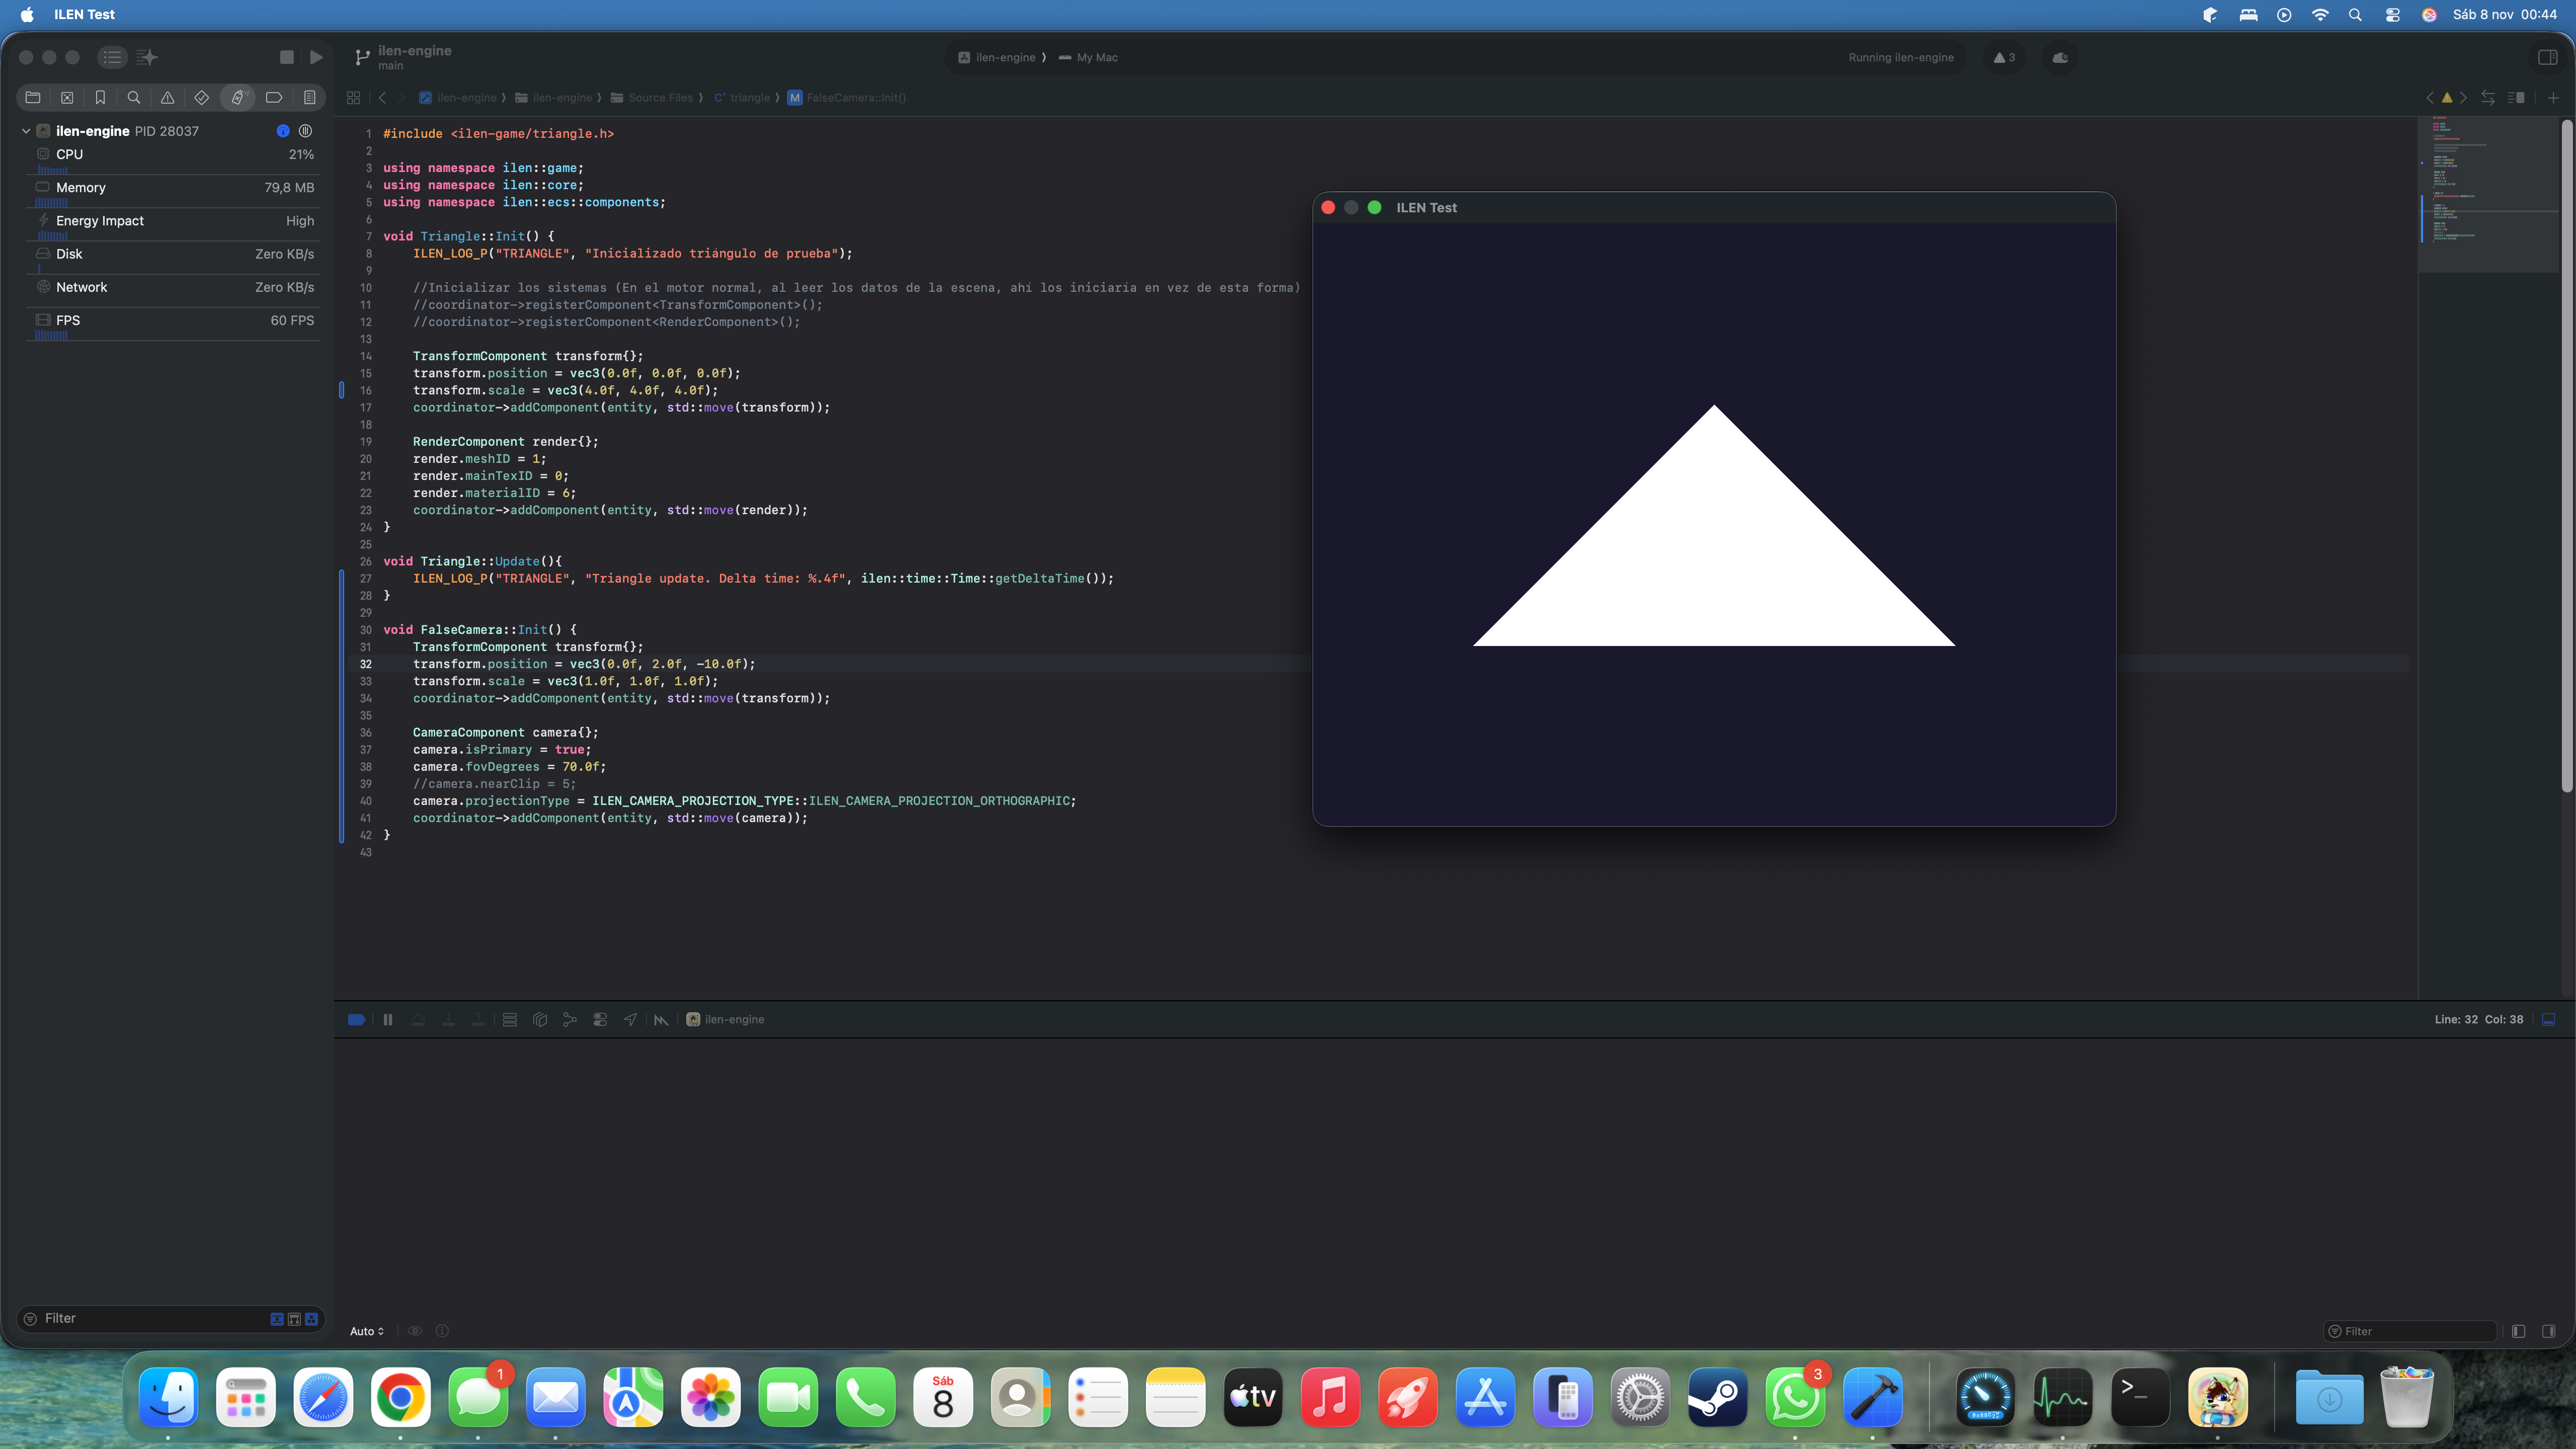 ILEN Test
Sáb 8 nov 00:44
ilen-engine
main
ilen-engine ⟩ My Mac
Running ilen-engine
3
ilen-engine ⟩ ilen-engine ⟩ Source Files ⟩ triangle ⟩ M FalseCamera::Init()
ilen-engine PID 28037
CPU 21%
Memory 79,8 MB
Energy Impact High
Disk Zero KB/s
Network Zero KB/s
FPS 60 FPS
1 #include <ilen-game/triangle.h>
2
3 using namespace ilen::game;
4 using namespace ilen::core;
5 using namespace ilen::ecs::components;
6
7 void Triangle::Init() {
8 ILEN_LOG_P("TRIANGLE", "Inicializado triángulo de prueba");
9
10 //Inicializar los sistemas (En el motor normal, al leer los datos de la escena, ahí los iniciaría en vez de esta forma)
11 //coordinator->registerComponent<TransformComponent>();
12 //coordinator->registerComponent<RenderComponent>();
13
14 TransformComponent transform{};
15 transform.position = vec3(0.0f, 0.0f, 0.0f);
16 transform.scale = vec3(4.0f, 4.0f, 4.0f);
17 coordinator->addComponent(entity, std::move(transform));
18
19 RenderComponent render{};
20 render.meshID = 1;
21 render.mainTexID = 0;
22 render.materialID = 6;
23 coordinator->addComponent(entity, std::move(render));
24 }
25
26 void Triangle::Update(){
27 ILEN_LOG_P("TRIANGLE", "Triangle update. Delta time: %.4f", ilen::time::Time::getDeltaTime());
28 }
29
30 void FalseCamera::Init() {
31 TransformComponent transform{};
32 transform.position = vec3(0.0f, 2.0f, -10.0f);
33 transform.scale = vec3(1.0f, 1.0f, 1.0f);
34 coordinator->addComponent(entity, std::move(transform));
35
36 CameraComponent camera{};
37 camera.isPrimary = true;
38 camera.fovDegrees = 70.0f;
39 //camera.nearClip = 5;
40 camera.projectionType = ILEN_CAMERA_PROJECTION_TYPE::ILEN_CAMERA_PROJECTION_ORTHOGRAPHIC;
41 coordinator->addComponent(entity, std::move(camera));
42 }
43
ILEN Test
ilen-engine
Line: 32 Col: 38
Filter
Auto
Filter
1
Sáb
8
tv
3
>_